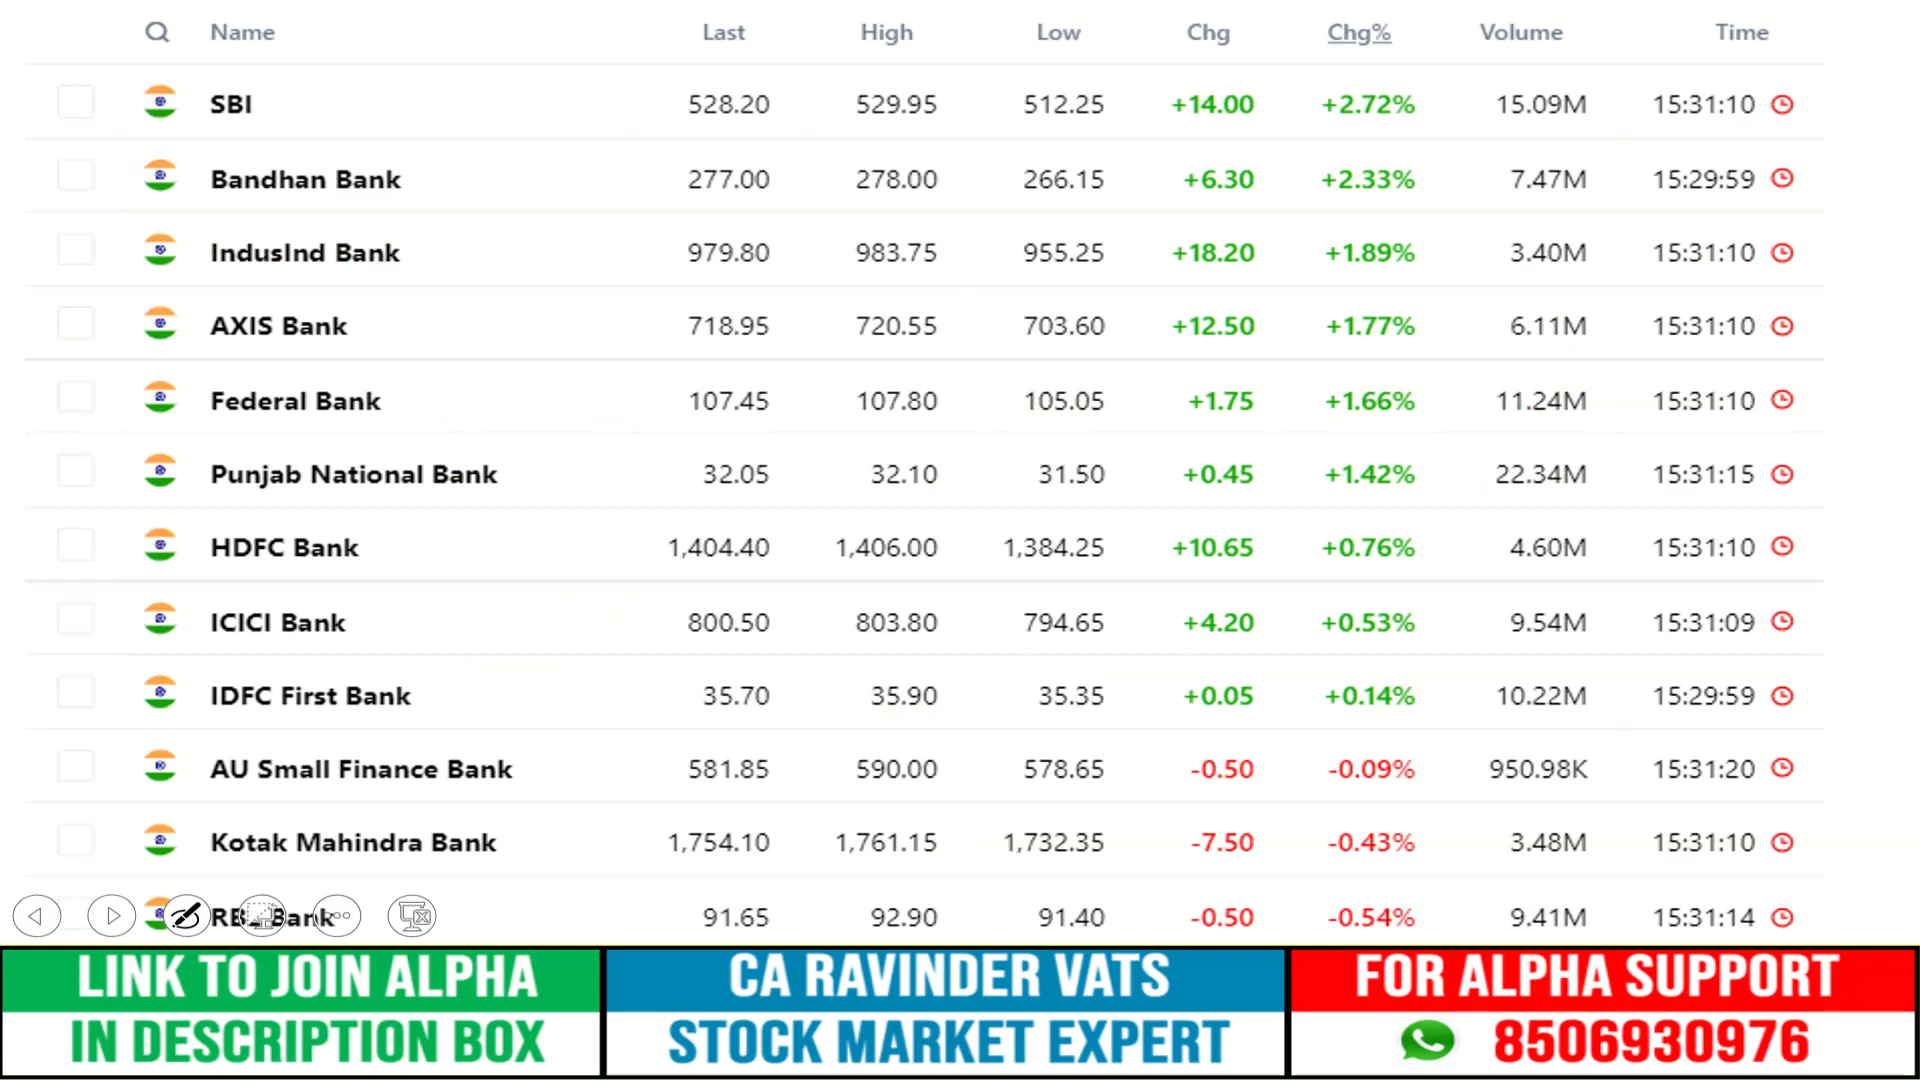 Name Last High Low Chg Chg% Volume Time
SBI 528.20 529.95 512.25 +14.00 +2.72% 15.09M 15:31:10
Bandhan Bank 277.00 278.00 266.15 +6.30 +2.33% 7.47M 15:29:59
IndusInd Bank 979.80 983.75 955.25 +18.20 +1.89% 3.40M 15:31:10
AXIS Bank 718.95 720.55 703.60 +12.50 +1.77% 6.11M 15:31:10
Federal Bank 107.45 107.80 105.05 +1.75 +1.66% 11.24M 15:31:10
Punjab National Bank 32.05 32.10 31.50 +0.45 +1.42% 22.34M 15:31:15
HDFC Bank 1,404.40 1,406.00 1,384.25 +10.65 +0.76% 4.60M 15:31:10
ICICI Bank 800.50 803.80 794.65 +4.20 +0.53% 9.54M 15:31:09
IDFC First Bank 35.70 35.90 35.35 +0.05 +0.14% 10.22M 15:29:59
AU Small Finance Bank 581.85 590.00 578.65 -0.50 -0.09% 950.98K 15:31:20
Kotak Mahindra Bank 1,754.10 1,761.15 1,732.35 -7.50 -0.43% 3.48M 15:31:10
RBL Bank 91.65 92.90 91.40 -0.50 -0.54% 9.41M 15:31:14
LINK TO JOIN ALPHA
IN DESCRIPTION BOX
CA RAVINDER VATS
STOCK MARKET EXPERT
FOR ALPHA SUPPORT
8506930976